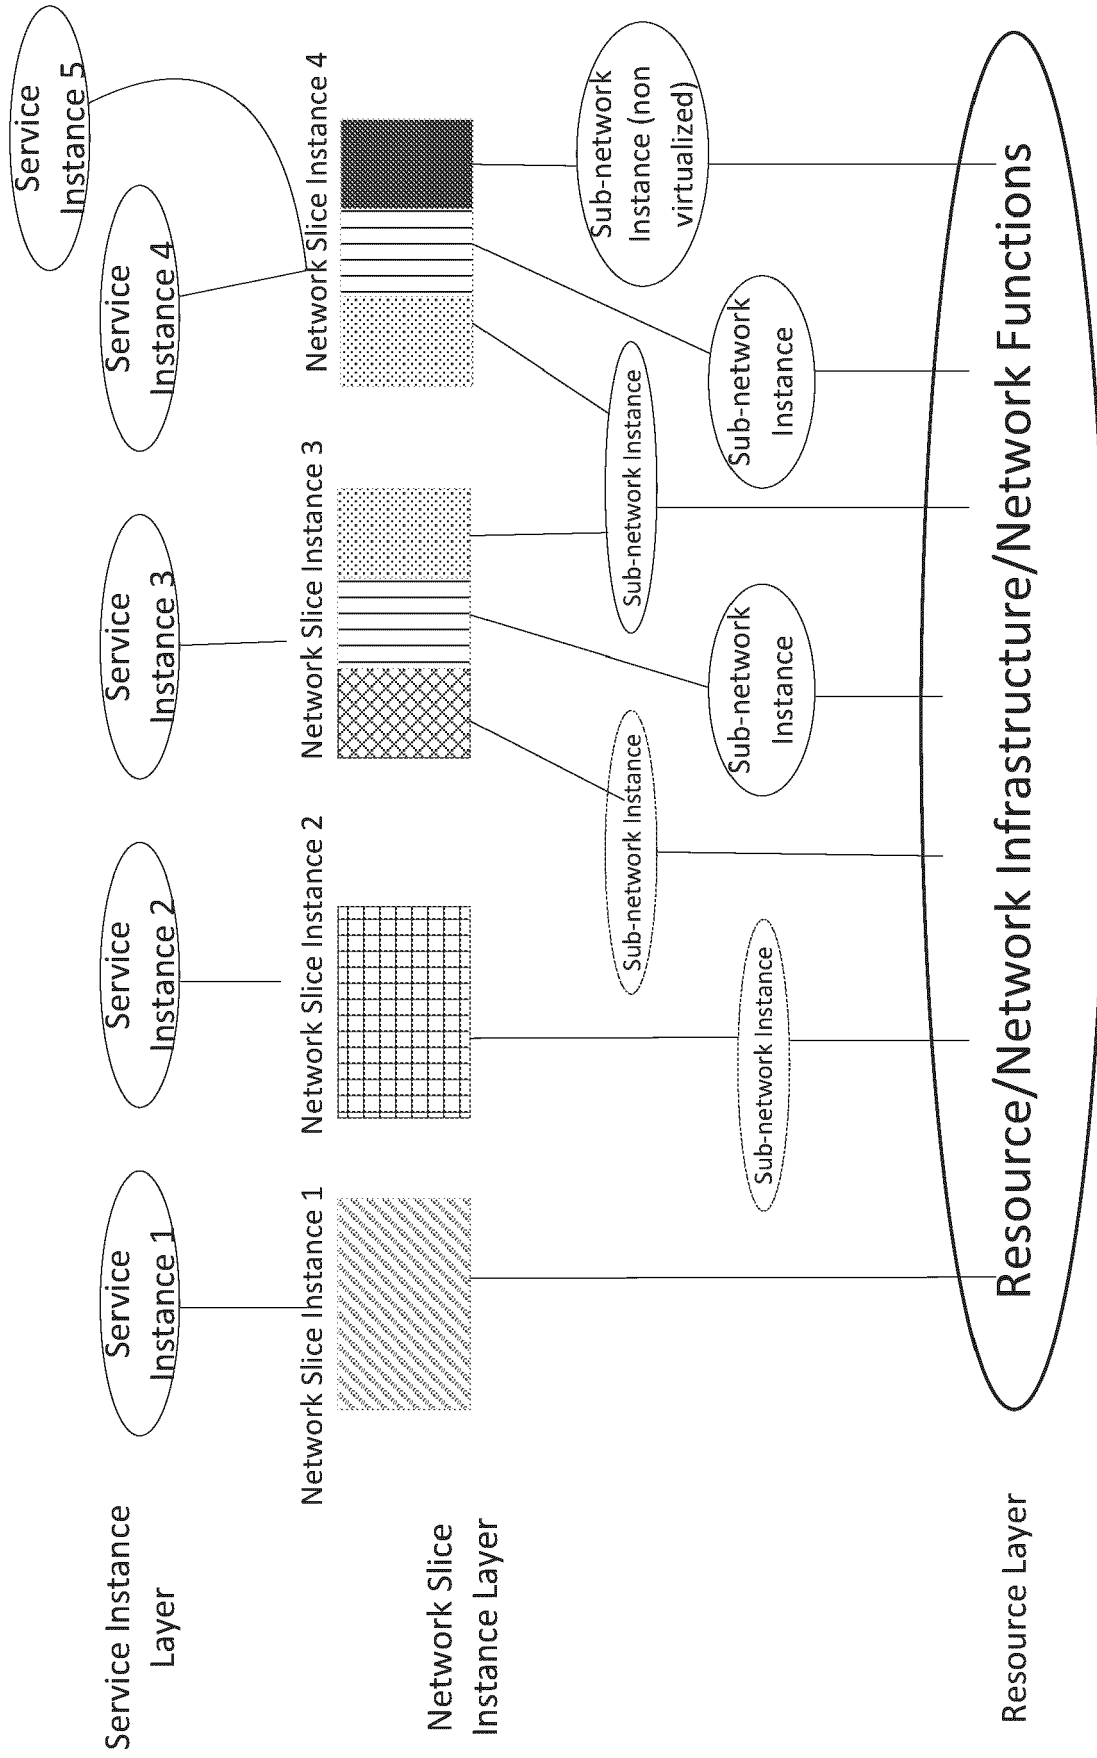 Service Instance
Layer
Service
Instance 1
Service
Instance 2
Service
Instance 3
Service
Instance 4
Service
Instance 5
Network Slice Instance 1
Network Slice Instance 2
Network Slice Instance 3
Network Slice Instance 4
Network Slice
Instance Layer
Sub-network Instance
Sub-network Instance
Sub-network
Instance
Sub-network Instance
Sub-network
Instance
Sub-network
Instance (non
virtualized)
Resource Layer
Resource/Network Infrastructure/Network Functions